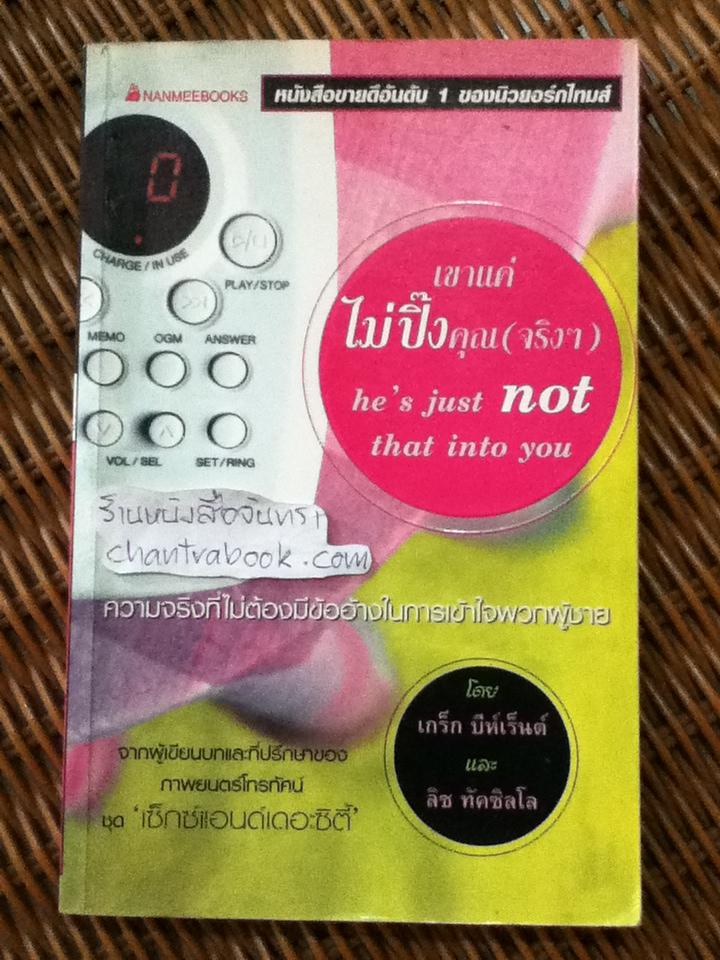 NANMEEBOOKS
หนังสือขายดีอันดับ 1 ของนิวยอร์กไทมส์
0
CHARGE / IN USE
PLAY/STOP
MEMO OGM ANSWER
VOL / SEL SET/RING
เขาแค่
ไม่ปิ๊งคุณ(จริงๆ)
he's just not
that into you
ร้านหนังสือจันทรา
chantrabook.com
ความจริงที่ไม่ต้องมีข้ออ้างในการเข้าใจพวกผู้ชาย
โดย
เกร็ก บีห์เร็นต์
และ
ลิซ ทัคซิลโล
จากผู้เขียนบทและที่ปรึกษาของ
ภาพยนตร์โทรทัศน์
ชุด 'เซ็กซ์แอนด์เดอะซิตี้'